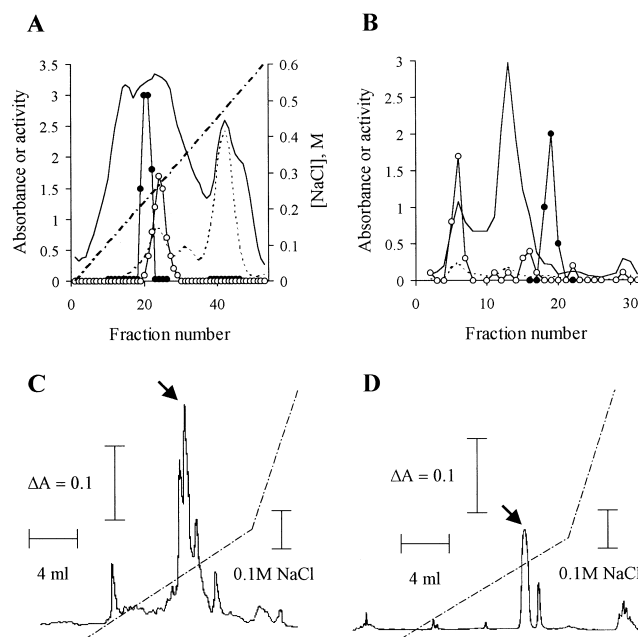 A
B
3.5
3
2.5
2
1.5
1
0.5
0
Absorbance or activity
0.6
0.5
0.4
0.3
0.2
0.1
0
[NaCl], M
0
20
40
Fraction number
3
2.5
2
1.5
1
0.5
0
Absorbance or activity
0
10
20
30
Fraction number
C
D
ΔA = 0.1
4 ml
0.1M NaCl
ΔA = 0.1
4 ml
0.1M NaCl